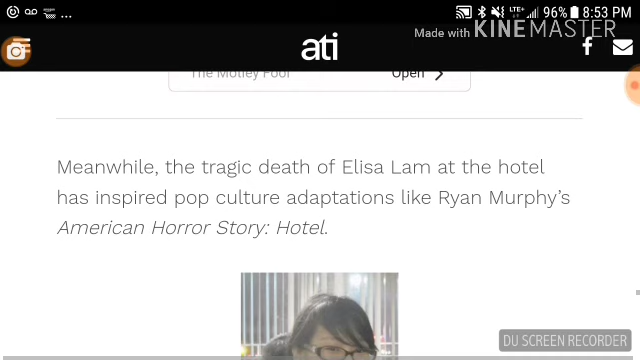 LTE+ 96% 8:53 PM
Made with KINEMASTER
ati
The Motley Fool
Open
Meanwhile, the tragic death of Elisa Lam at the hotel
has inspired pop culture adaptations like Ryan Murphy’s
American Horror Story: Hotel.
DU SCREEN RECORDER